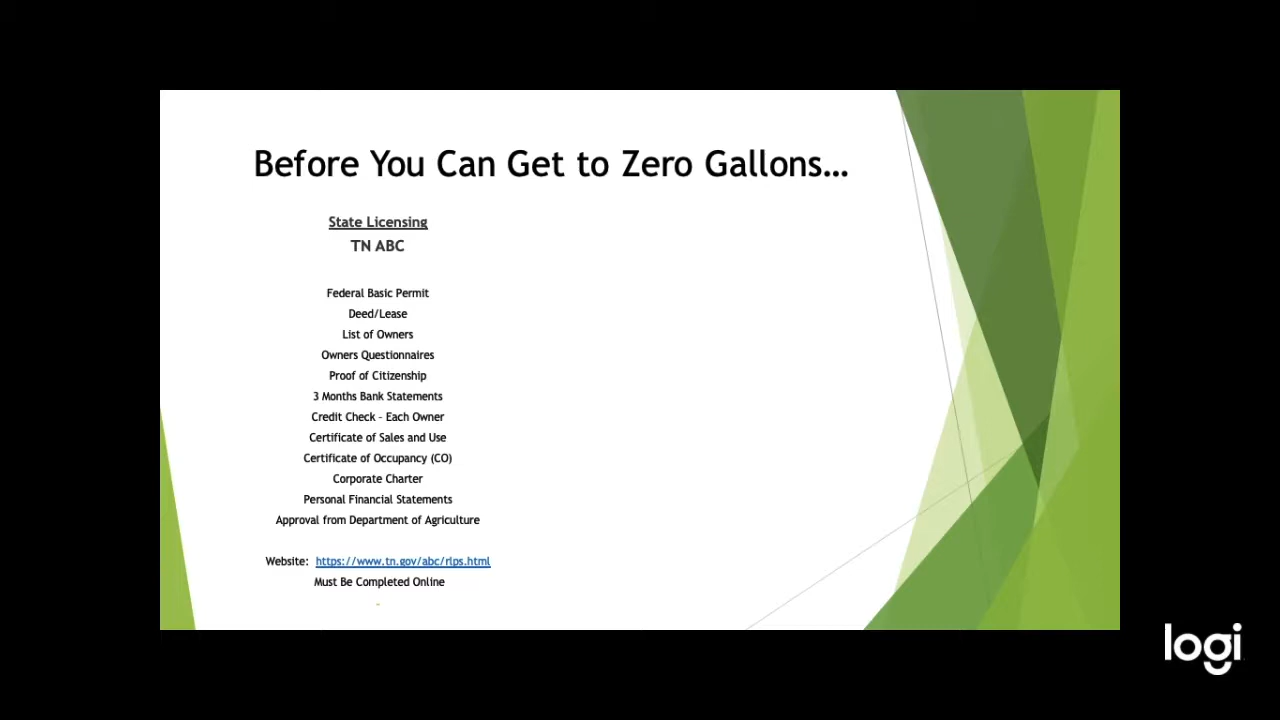 Before You Can Get to Zero Gallons…
State Licensing
TN ABC
Federal Basic Permit
Deed/Lease
List of Owners
Owners Questionnaires
Proof of Citizenship
3 Months Bank Statements
Credit Check – Each Owner
Certificate of Sales and Use
Certificate of Occupancy (CO)
Corporate Charter
Personal Financial Statements
Approval from Department of Agriculture
Website: https://www.tn.gov/abc/rlps.html
Must Be Completed Online
logi